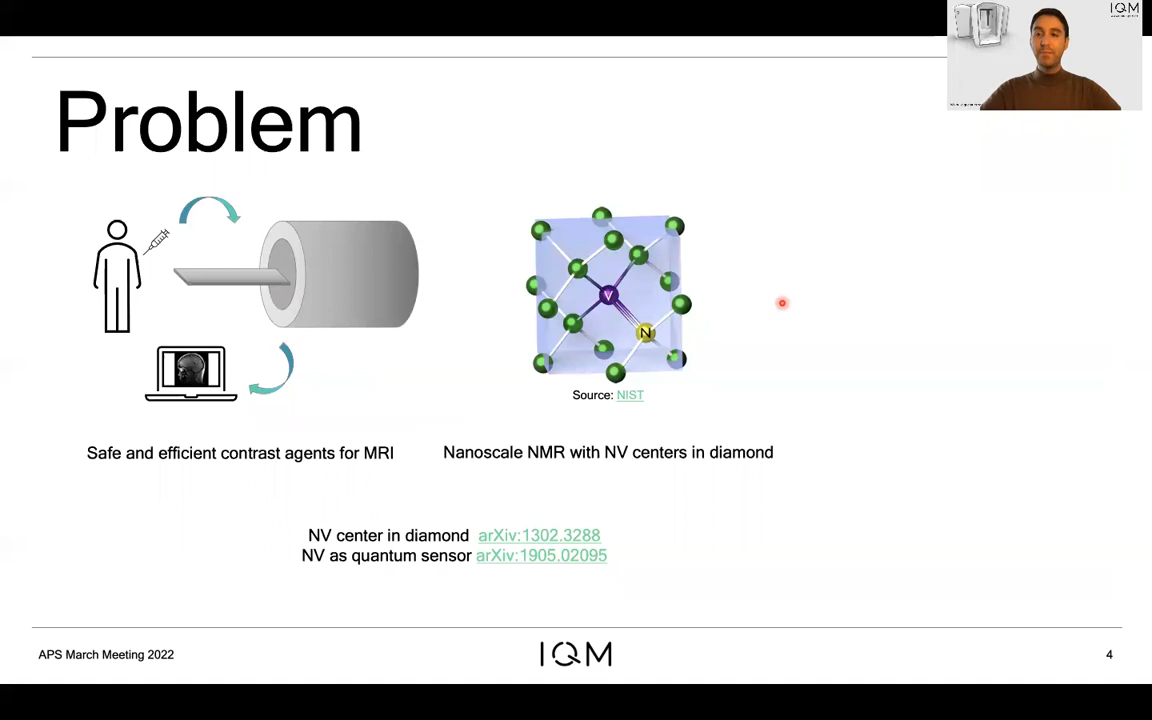 IQM
Problem
V
N
Source: NIST
Safe and efficient contrast agents for MRI
Nanoscale NMR with NV centers in diamond
NV center in diamond arXiv:1302.3288
NV as quantum sensor arXiv:1905.02095
APS March Meeting 2022
IQM
4